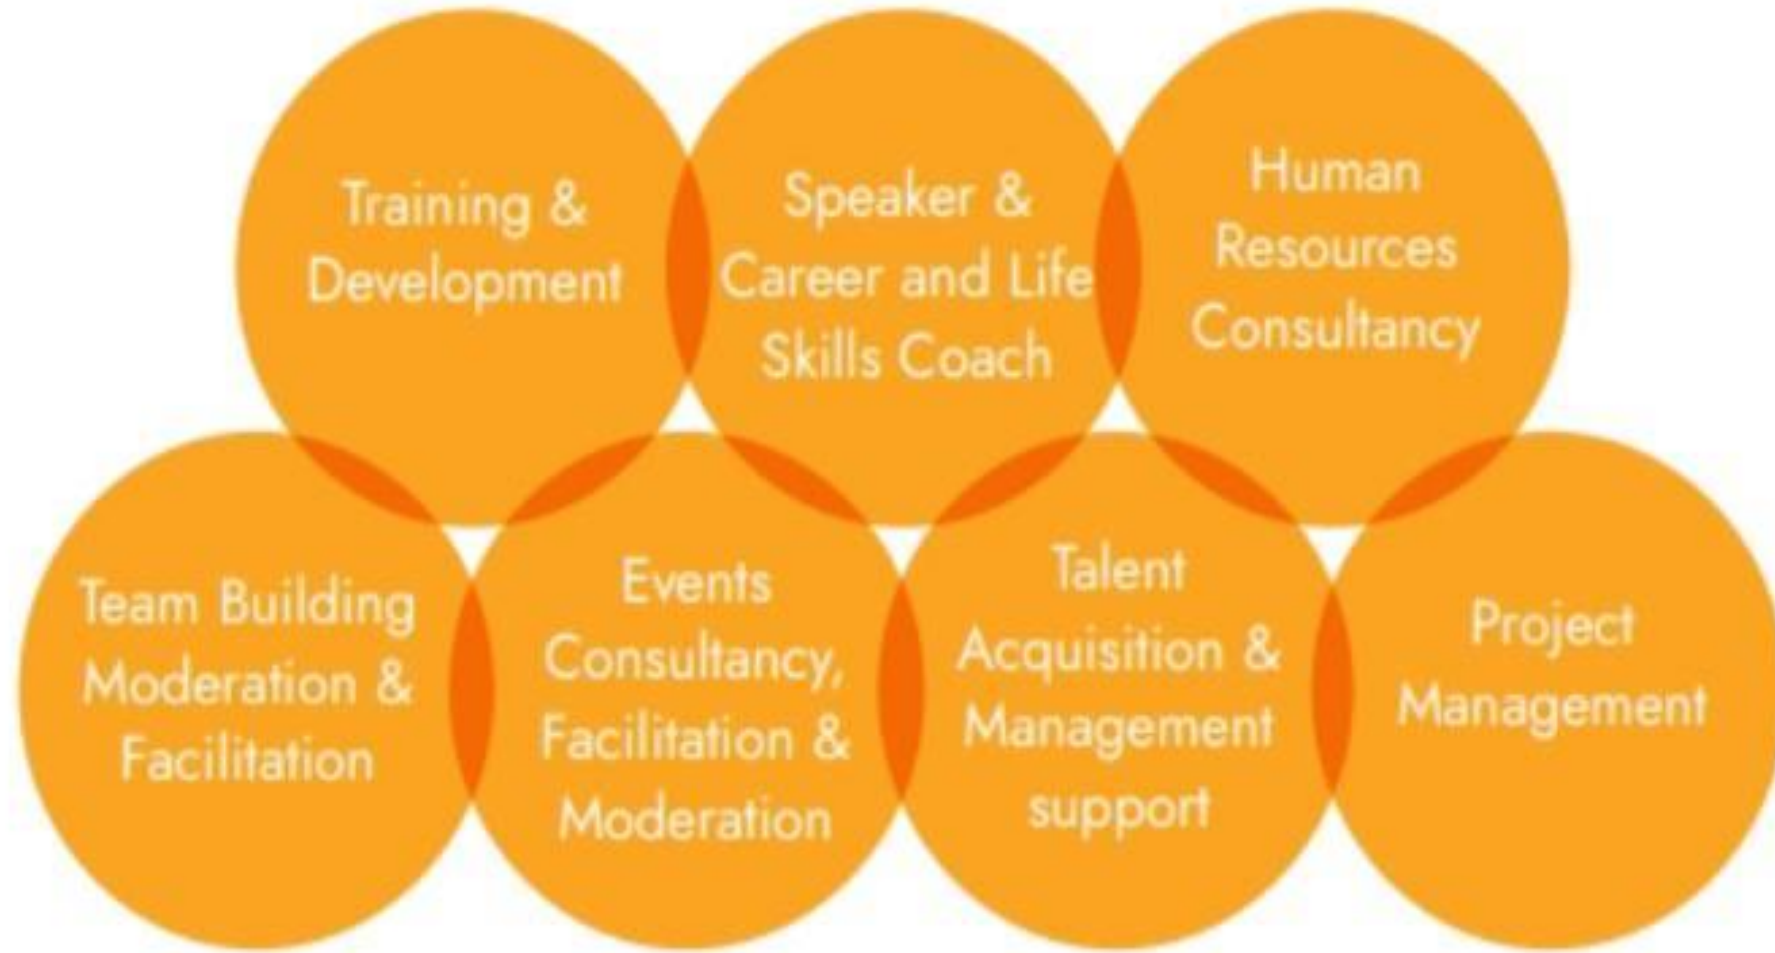 Training &
Development
Speaker &
Career and Life
Skills Coach
Human
Resources
Consultancy
Team Building
Moderation &
Facilitation
Events
Consultancy,
Facilitation &
Moderation
Talent
Acquisition &
Management
support
Project
Management